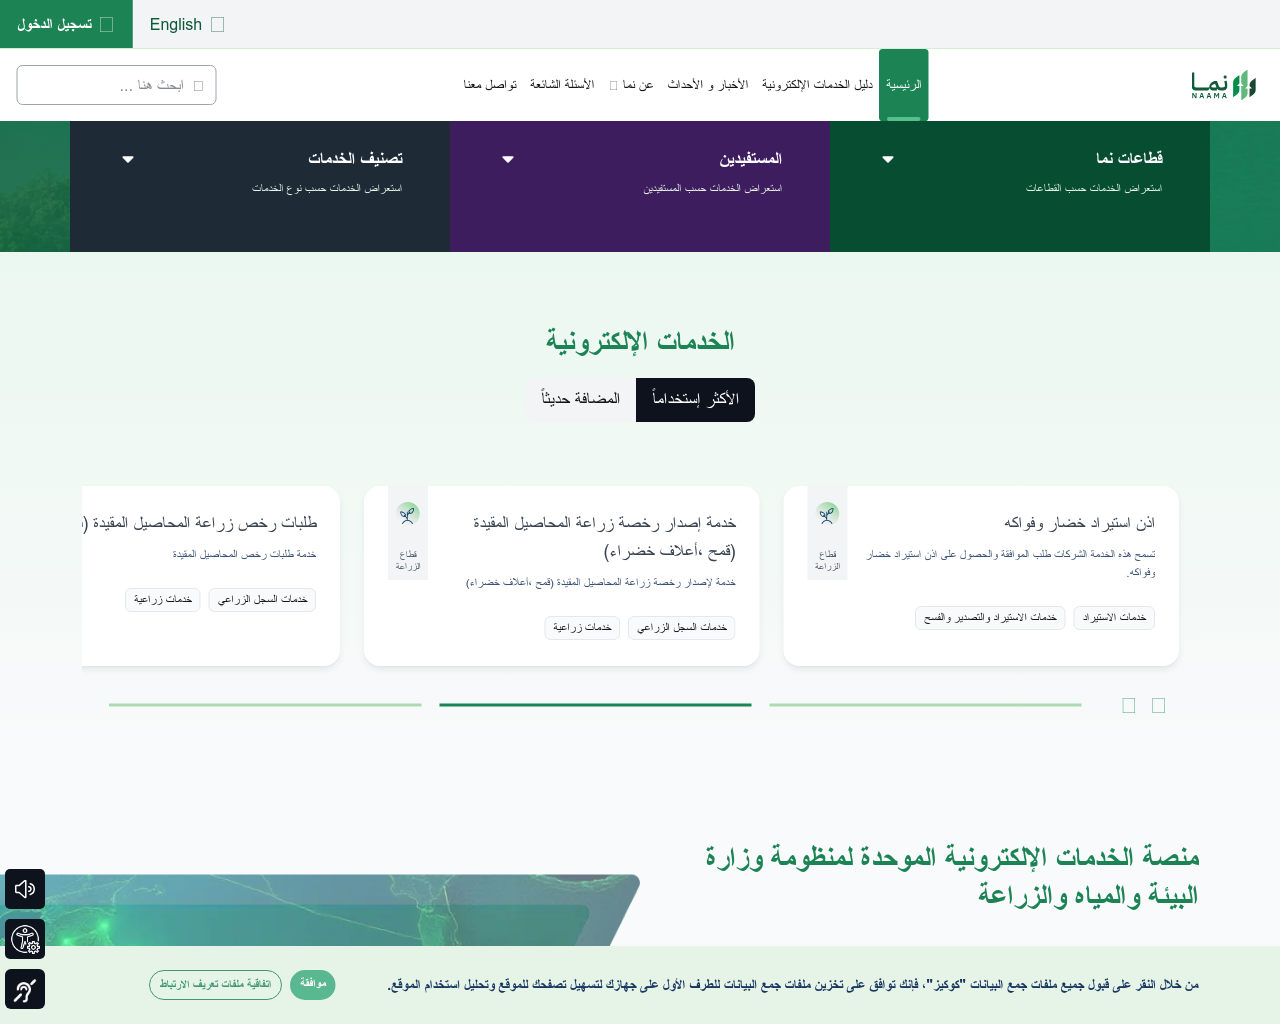 تسجيل الدخول
English
نما
NAAMA
الرئيسية
دليل الخدمات الإلكترونية
الأخبار و الأحداث
عن نما
الأسئلة الشائعة
تواصل معنا
ابحث هنا ...
قطاعات نما
استعراض الخدمات حسب القطاعات
المستفيدين
استعراض الخدمات حسب المستفيدين
تصنيف الخدمات
استعراض الخدمات حسب نوع الخدمات
الخدمات الإلكترونية
الأكثر إستخداماً
المضافة حديثاً
اذن استيراد خضار وفواكه
تسمح هذه الخدمة الشركات طلب الموافقة والحصول على اذن استيراد خضار
وفواكه.
خدمات الاستيراد
خدمات الاستيراد والتصدير والفسح
قطاع
الزراعة
خدمة إصدار رخصة زراعة المحاصيل المقيدة
(قمح ،أعلاف خضراء)
خدمة لإصدار رخصة زراعة المحاصيل المقيدة (قمح ،أعلاف خضراء)
خدمات السجل الزراعي
خدمات زراعية
قطاع
الزراعة
طلبات رخص زراعة المحاصيل المقيدة
خدمة طلبات رخص المحاصيل المقيدة
خدمات السجل الزراعي
خدمات زراعية
منصة الخدمات الإلكترونية الموحدة لمنظومة وزارة
البيئة والمياه والزراعة
من خلال النقر على قبول جميع ملفات جمع البيانات "كوكيز"، فإنك توافق على تخزين ملفات جمع البيانات للطرف الأول على جهازك لتسهيل تصفحك للموقع وتحليل استخدام الموقع.
موافقة
اتفاقية ملفات تعريف الارتباط